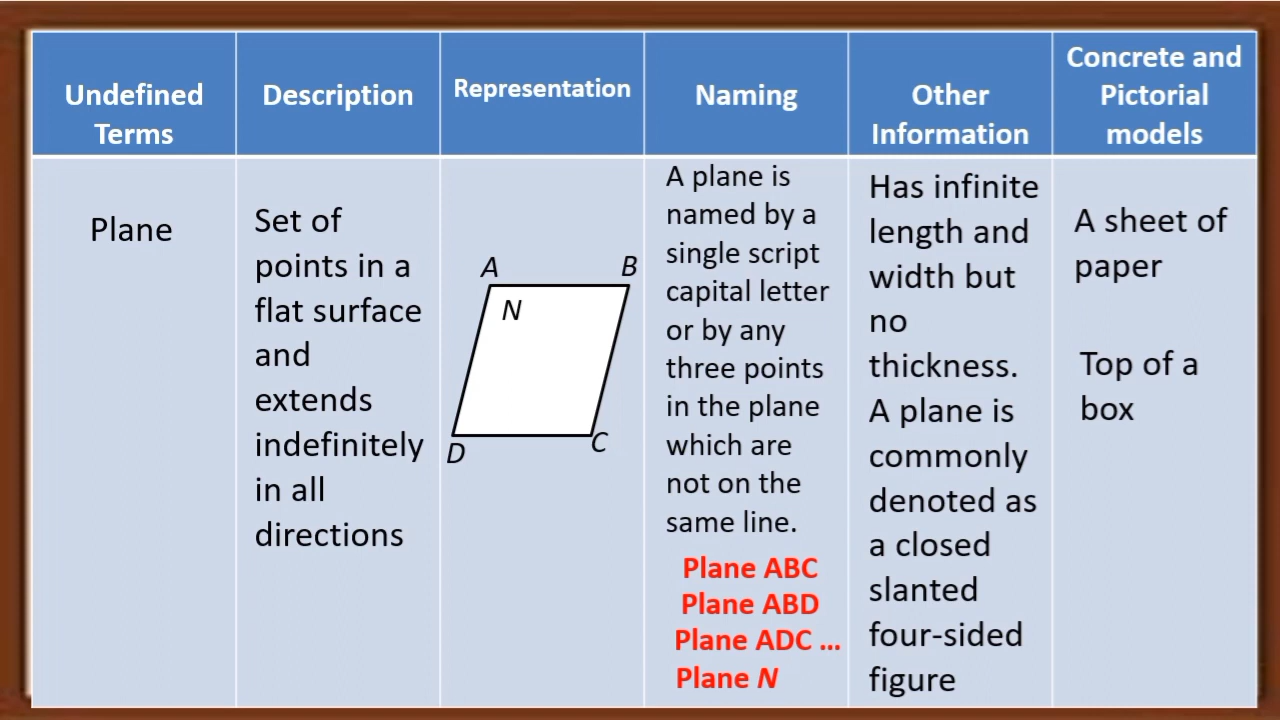 Undefined
Terms
Description
Representation
Naming
Other
Information
Concrete and
Pictorial
models
Plane
Set of
points in a
flat surface
and
extends
indefinitely
in all
directions
A
B
N
D
C
A plane is
named by a
single script
capital letter
or by any
three points
in the plane
which are
not on the
same line.
Plane ABC
Plane ABD
Plane ADC ...
Plane N
Has infinite
length and
width but
no
thickness.
A plane is
commonly
denoted as
a closed
slanted
four-sided
figure
A sheet of
paper
Top of a
box